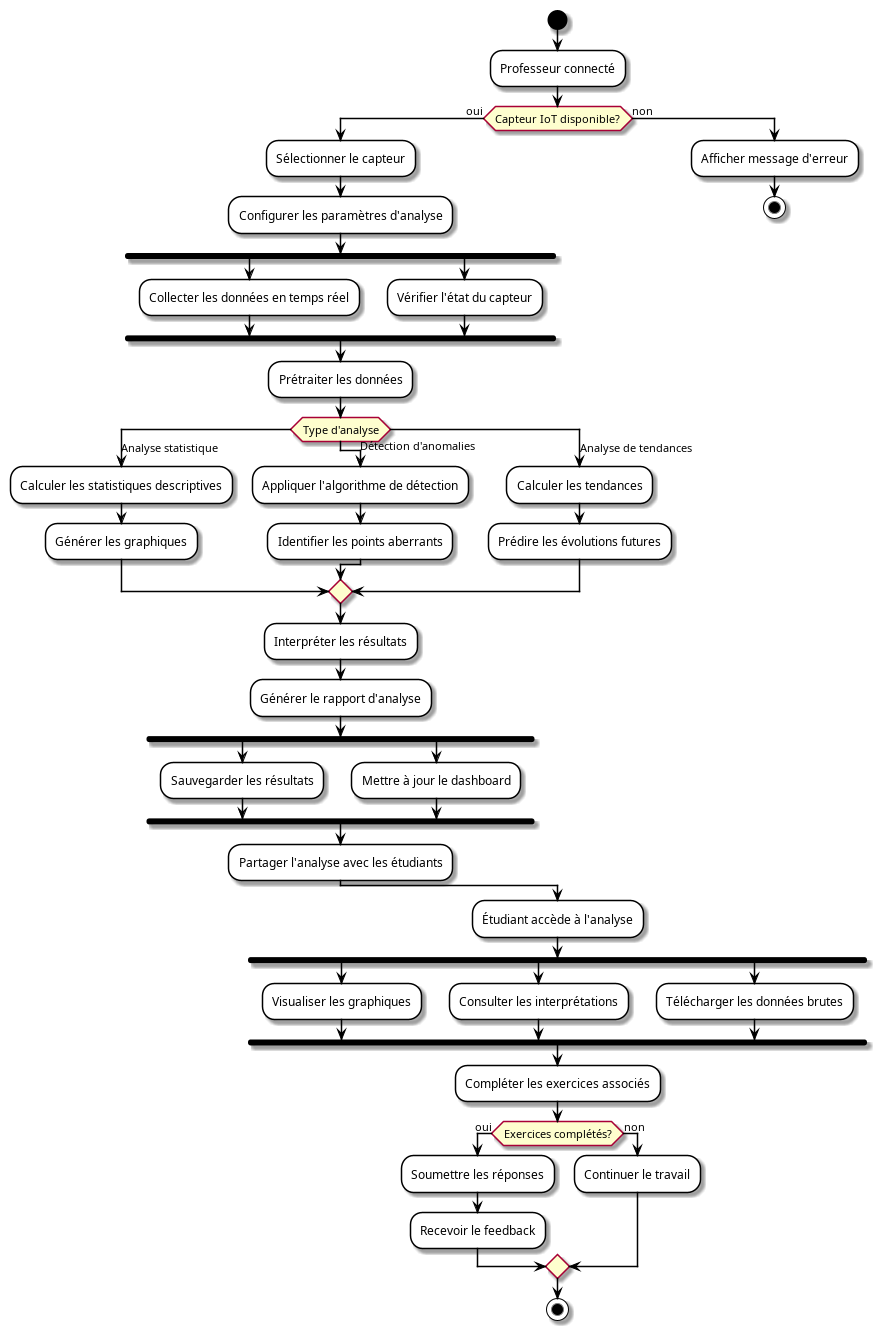 Professeur connecté
oui
Capteur IoT disponible?
non
Sélectionner le capteur
Afficher message d'erreur
Configurer les paramètres d'analyse
Collecter les données en temps réel
Vérifier l'état du capteur
Prétraiter les données
Type d'analyse
Analyse statistique
Détection d'anomalies
Analyse de tendances
Calculer les statistiques descriptives
Appliquer l'algorithme de détection
Calculer les tendances
Générer les graphiques
Identifier les points aberrants
Prédire les évolutions futures
Interpréter les résultats
Générer le rapport d'analyse
Sauvegarder les résultats
Mettre à jour le dashboard
Partager l'analyse avec les étudiants
Étudiant accède à l'analyse
Visualiser les graphiques
Consulter les interprétations
Télécharger les données brutes
Compléter les exercices associés
oui
Exercices complétés?
non
Soumettre les réponses
Continuer le travail
Recevoir le feedback